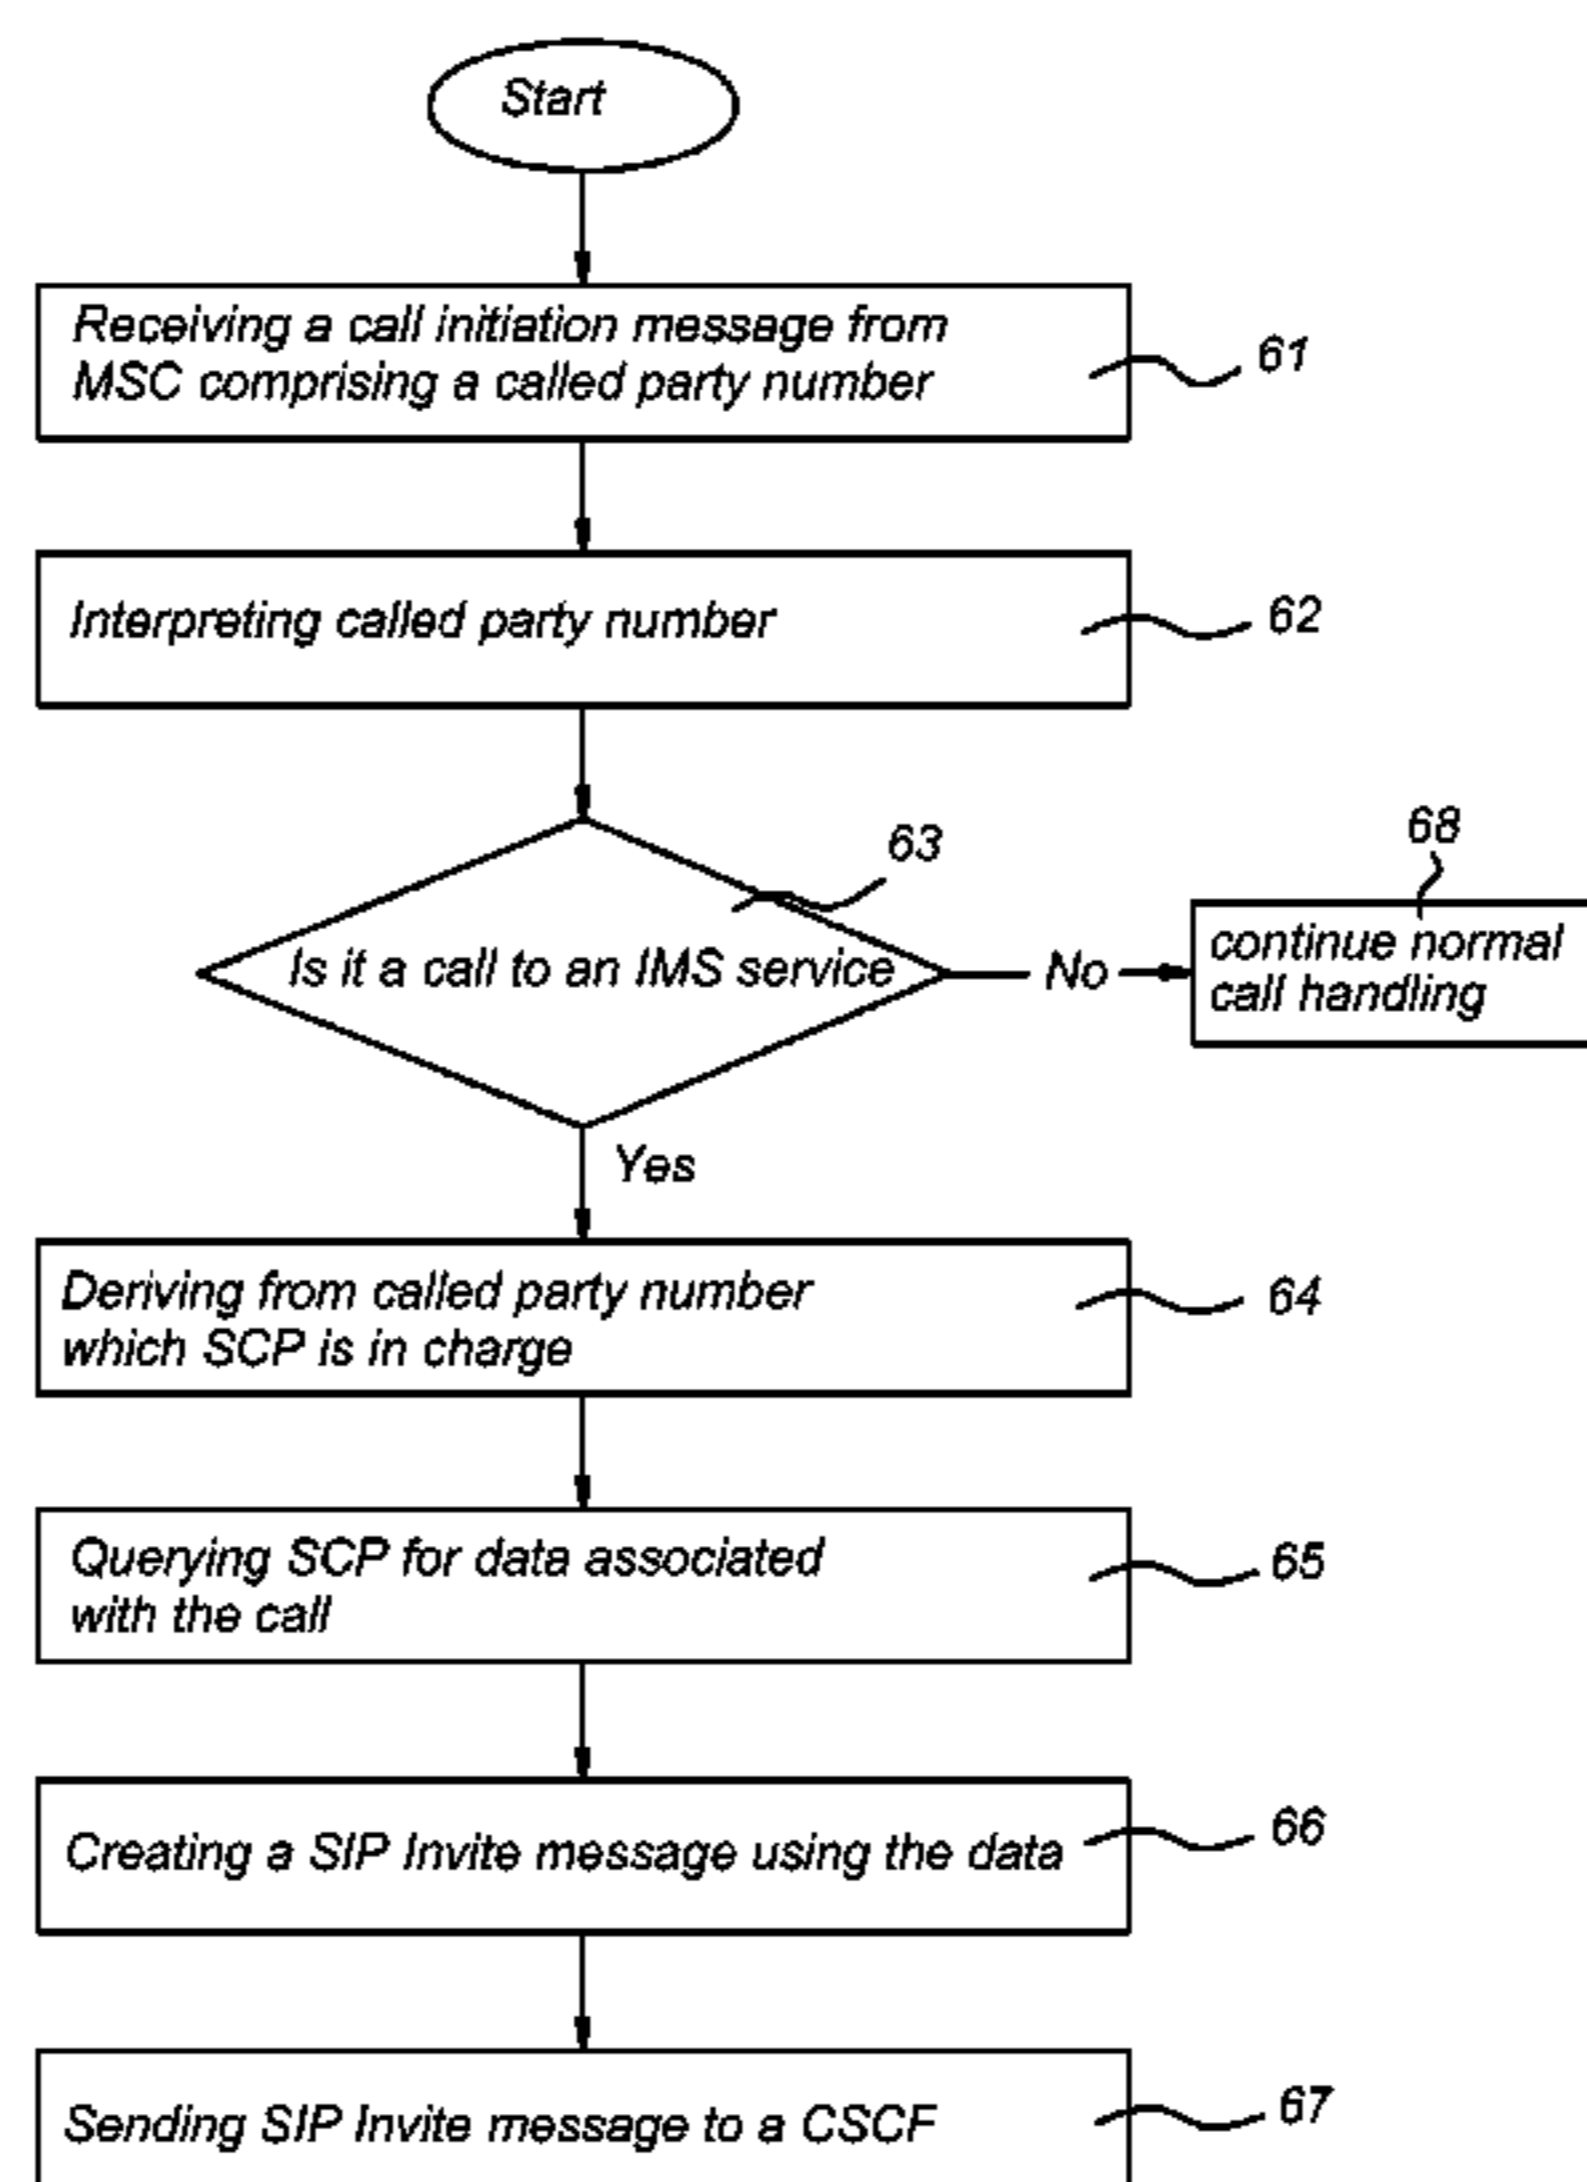 Start
Receiving a call initiation message from
MSC comprising a called party number
61
Interpreting called party number
62
63
Is it a call to an IMS service
No
68
continue normal
call handling
Yes
Deriving from called party number
which SCP is in charge
64
Querying SCP for data associated
with the call
65
Creating a SIP Invite message using the data
66
Sending SIP Invite message to a CSCF
67